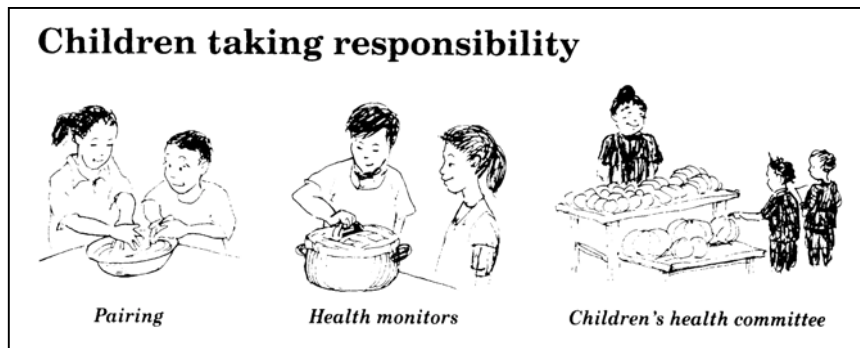 Children taking responsibility
Pairing
Health monitors
Children's health committee